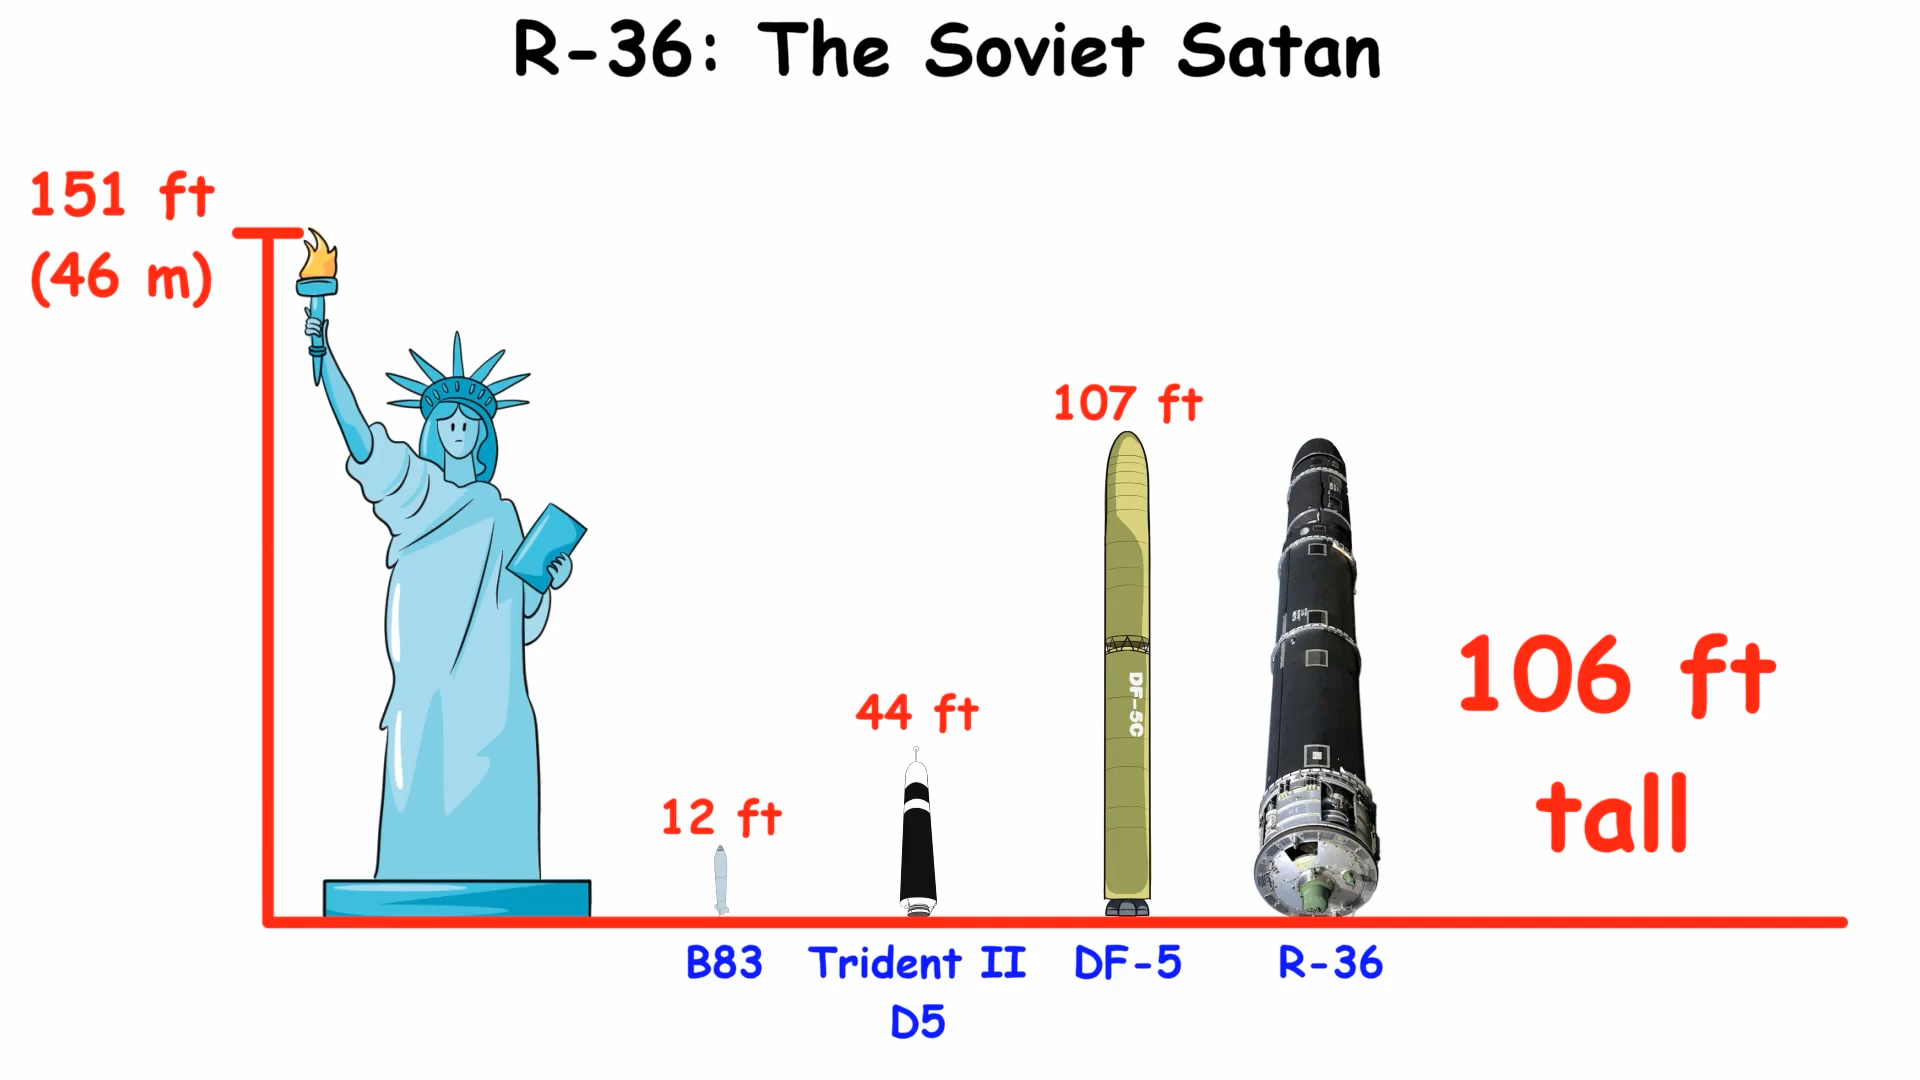 R-36: The Soviet Satan
151 ft
(46 m)
107 ft
44 ft
12 ft
DF-5C
106 ft
tall
B83
Trident II
D5
DF-5
R-36